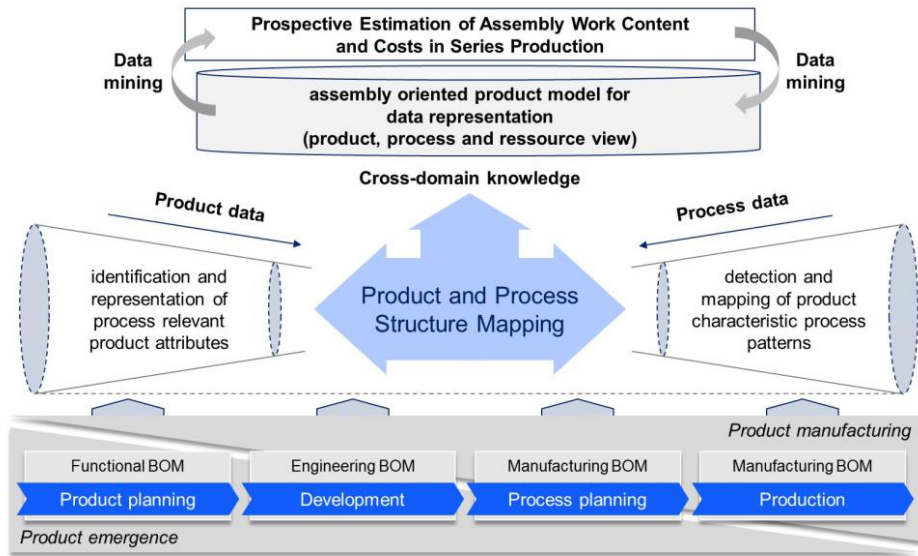 Prospective Estimation of Assembly Work Content
and Costs in Series Production
Data
mining
Data
mining
assembly oriented product model for
data representation
(product, process and ressource view)
Cross-domain knowledge
Product data
Process data
identification and
representation of
process relevant
product attributes
Product and Process
Structure Mapping
detection and
mapping of product
characteristic process
patterns
Product manufacturing
Functional BOM
Engineering BOM
Manufacturing BOM
Manufacturing BOM
Product planning
Development
Process planning
Production
Product emergence